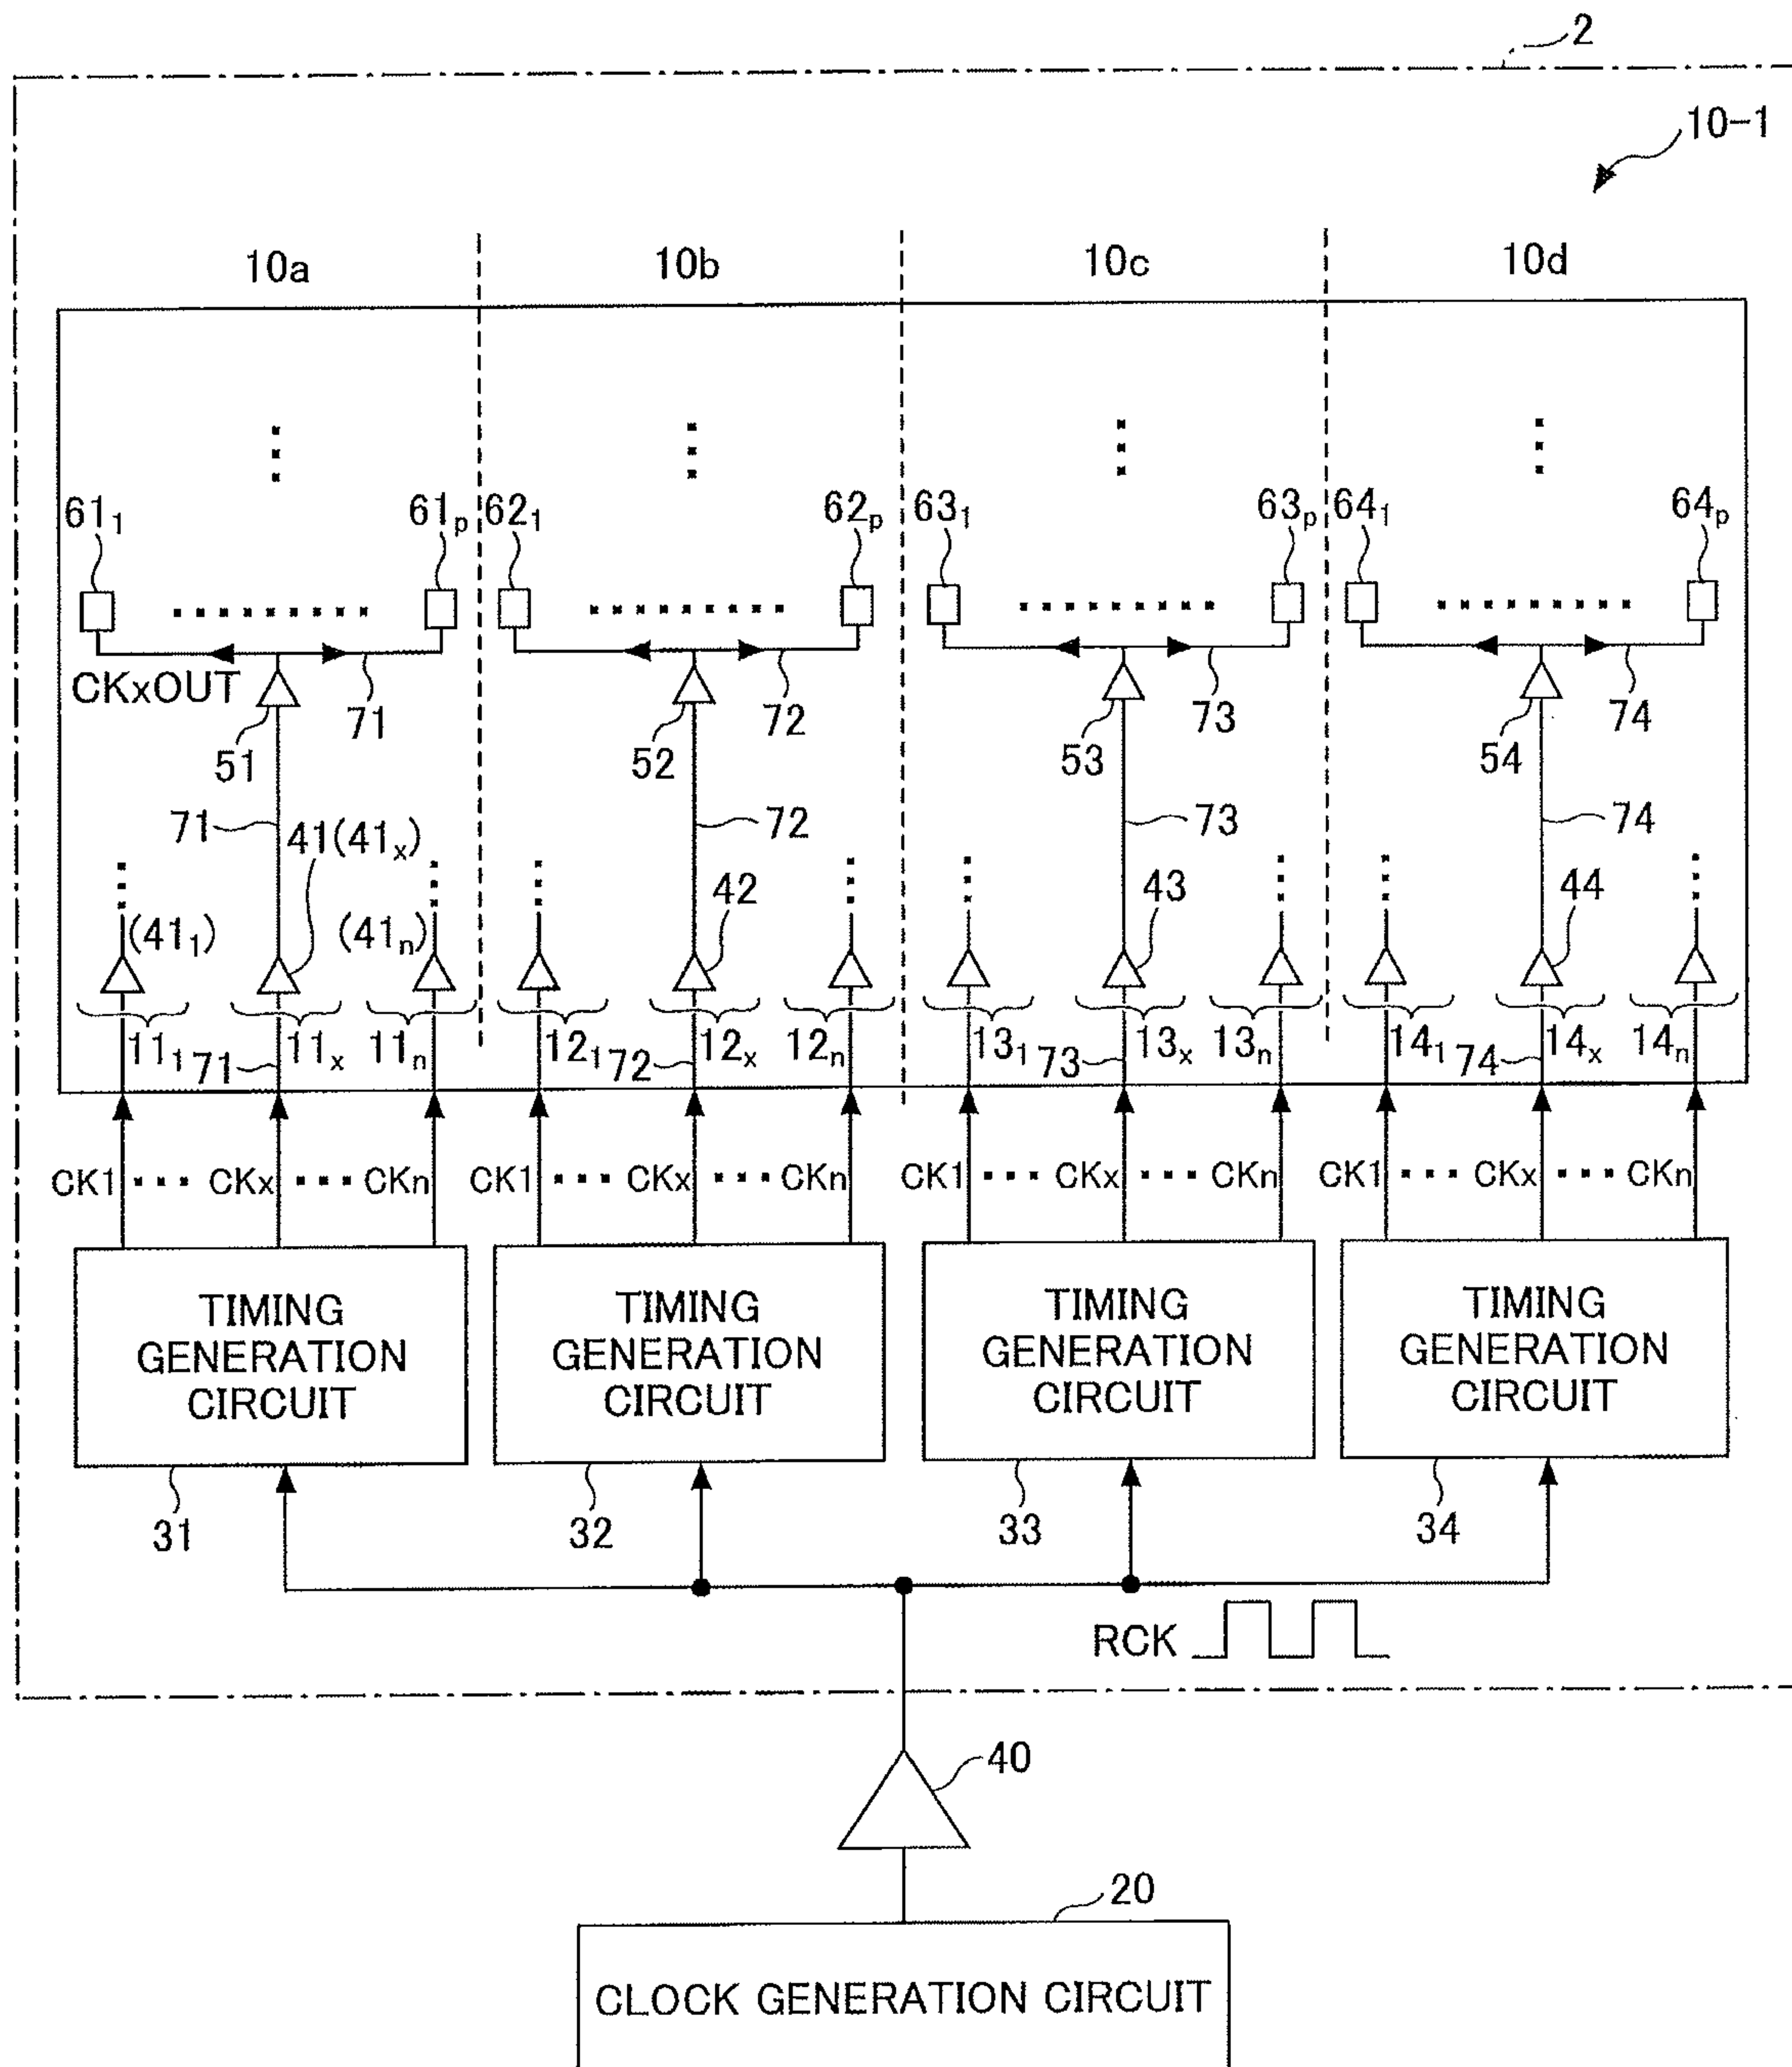 2
10-1
10a 10b 10c 10d
61₁ 61ₚ 62₁ 62ₚ 63₁ 63ₚ 64₁ 64ₚ
CKxOUT
71 72 73 74
51 52 53 54
71 72 73 74
41(41ₓ) 42 43 44
(41₁) (41ₙ)
11₁ 71 11ₓ 11ₙ 12₁ 72 12ₓ 12ₙ 13₁ 73 13ₓ 13ₙ 14₁ 74 14ₓ 14ₙ
CK1 CKx CKn CK1 CKx CKn CK1 CKx CKn CK1 CKx CKn
TIMING
GENERATION
CIRCUIT
TIMING
GENERATION
CIRCUIT
TIMING
GENERATION
CIRCUIT
TIMING
GENERATION
CIRCUIT
31 32 33 34
RCK
40
20
CLOCK GENERATION CIRCUIT